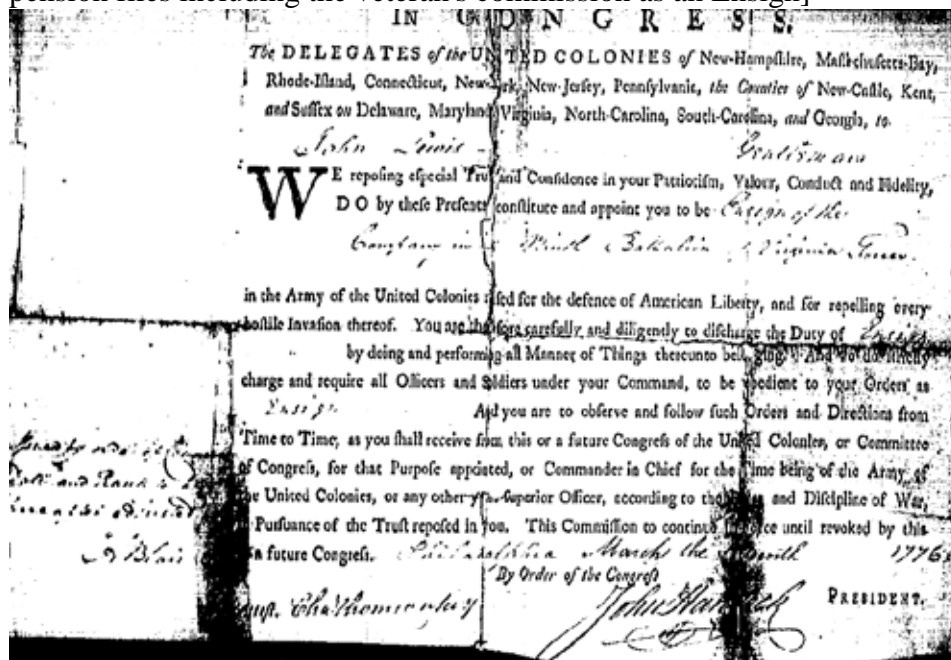 pension files including the veteran's commission as an Ensign]
IN CONGRESS.
The DELEGATES of the UNITED COLONIES of New-Hampſhire, Maſſachuſetts-Bay,
Rhode-Iſland, Connecticut, New-York, New-Jerſey, Pennſylvania, the Counties of New-Caſtle, Kent,
and Suſſex on Delaware, Maryland, Virginia, North-Carolina, South-Carolina, and Georgia, to
John Lewis Gentleman
WE repoſing eſpecial Truſt and Confidence in your Patriotiſm, Valour, Conduct and Fidelity,
DO by theſe Preſents conſtitute and appoint you to be Enſign of the
Company in Ninth Battalion Virginia Forces
in the Army of the United Colonies raiſed for the defence of American Liberty, and for repelling every
hoſtile Invaſion thereof. You are therefore carefully and diligently to diſcharge the Duty of Enſign
by doing and performing all Manner of Things thereunto belonging. And we do ſtrictly
charge and require all Officers and Soldiers under your Command, to be obedient to your Orders as
Enſign And you are to obſerve and follow ſuch Orders and Directions from
Time to Time, as you ſhall receive from this or a future Congreſs of the United Colonies, or Committee
of Congreſs, for that Purpoſe appointed, or Commander in Chief for the Time being of the Army of
the United Colonies, or any other your ſuperior Officer, according to the Rules and Diſcipline of War,
in Purſuance of the Truſt repoſed in you. This Commiſſion to continue in Force until revoked by this
or a future Congreſs. Philadelphia March the 1776
By Order of the Congreſs
Atteſt. Cha Thomson John Hancock PRESIDENT.
and Rank
Blair